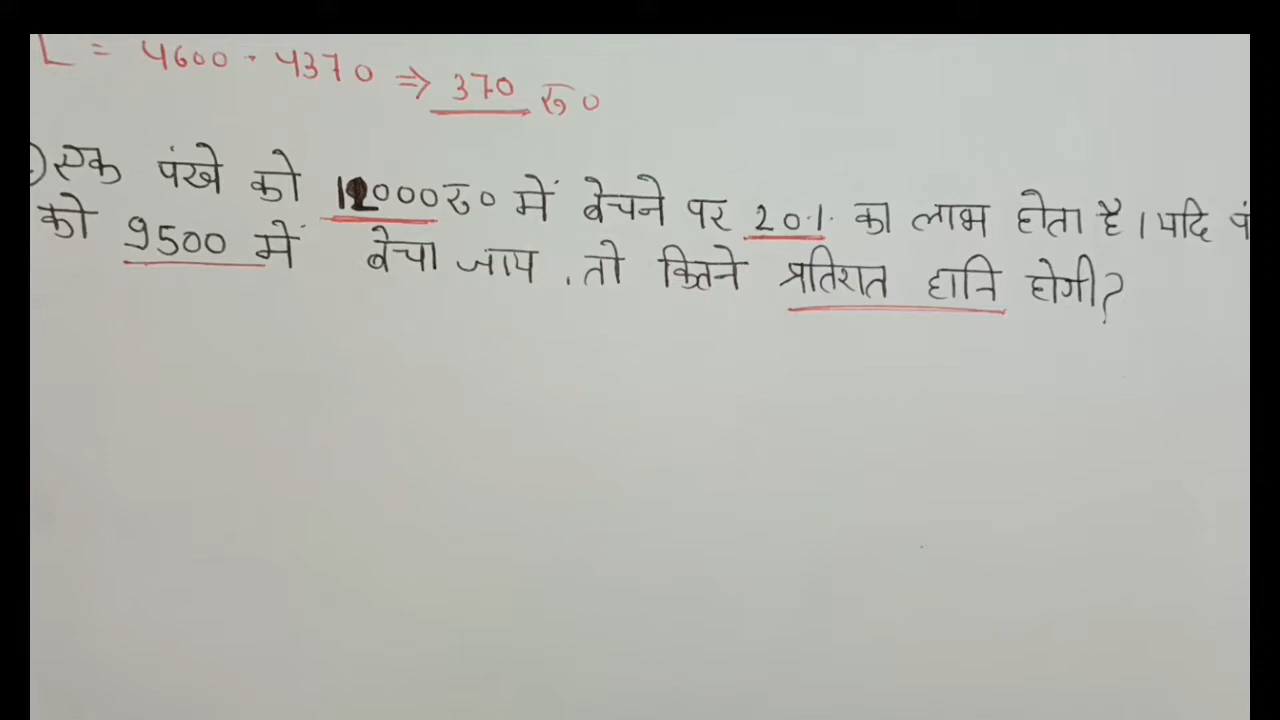 L = 4600 - 4370 ⇒ 370 रु०
एक पंखे को 12000 रु० में बेचने पर 20% का लाभ होता है। यदि
को 9500 में बेचा जाय, तो कितने प्रतिशत हानि होगी?